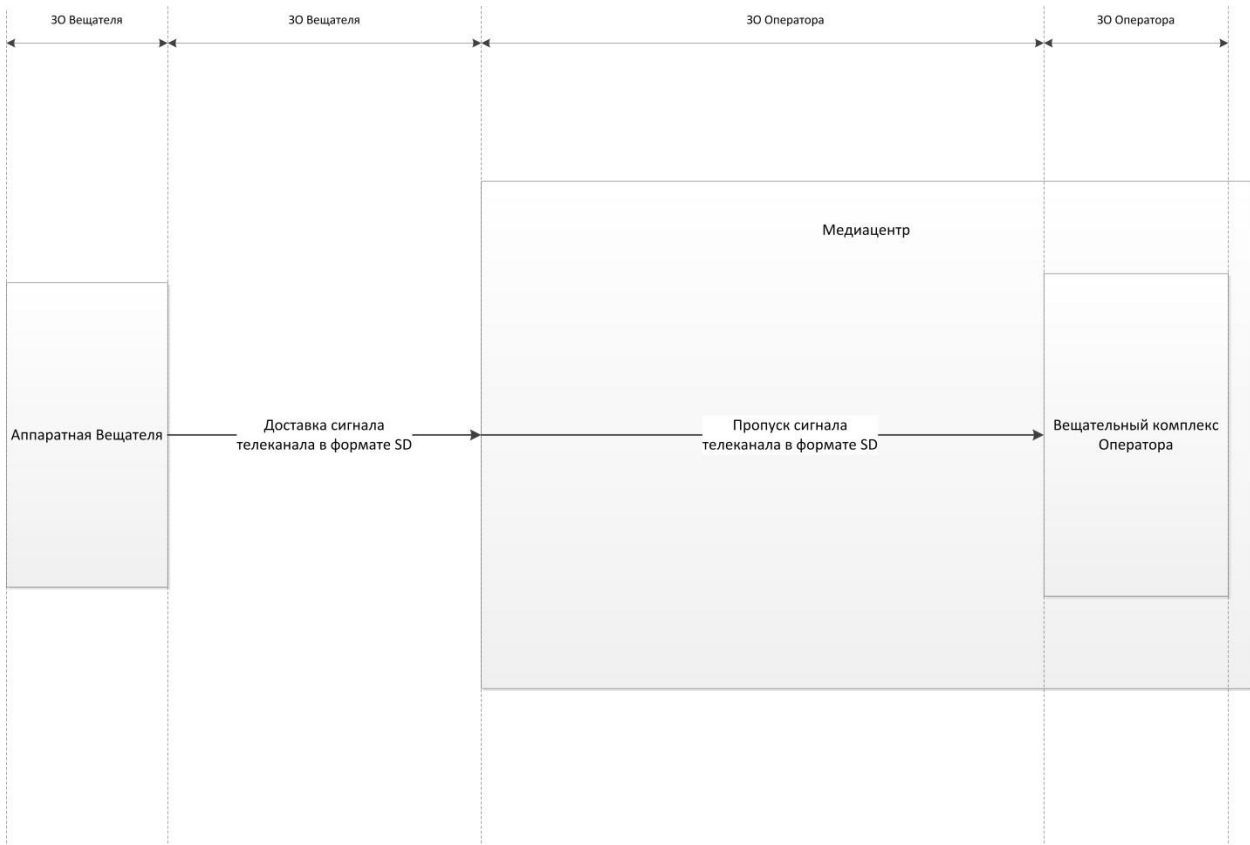 ЗО Вещателя
ЗО Вещателя
ЗО Оператора
ЗО Оператора
Медиацентр
Аппаратная Вещателя
Доставка сигнала
телеканала в формате SD
Пропуск сигнала
телеканала в формате SD
Вещательный комплекс
Оператора